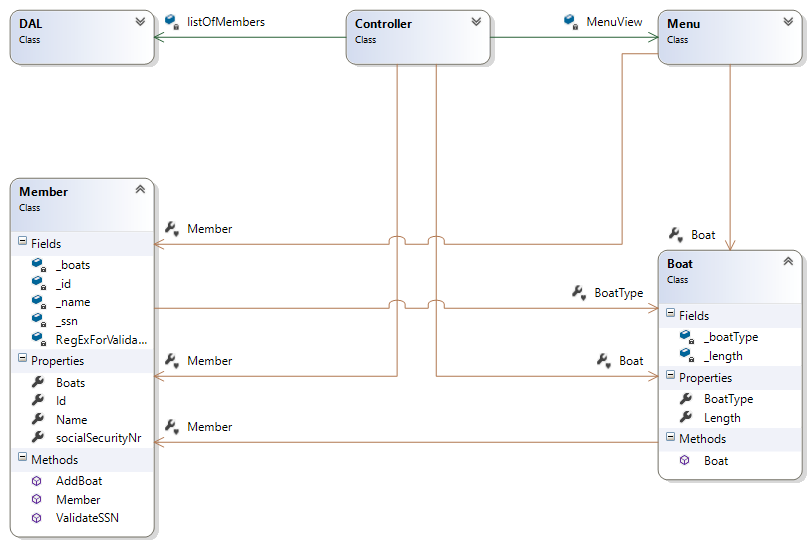 DAL
Class
listOfMembers
Controller
Class
MenuView
Menu
Class
Member
Class
Fields
_boats
_id
_name
_ssn
RegExForValida...
Properties
Boats
Id
Name
socialSecurityNr
Methods
AddBoat
Member
ValidateSSN
Member
BoatType
Member
Boat
Member
Boat
Boat
Class
Fields
_boatType
_length
Properties
BoatType
Length
Methods
Boat